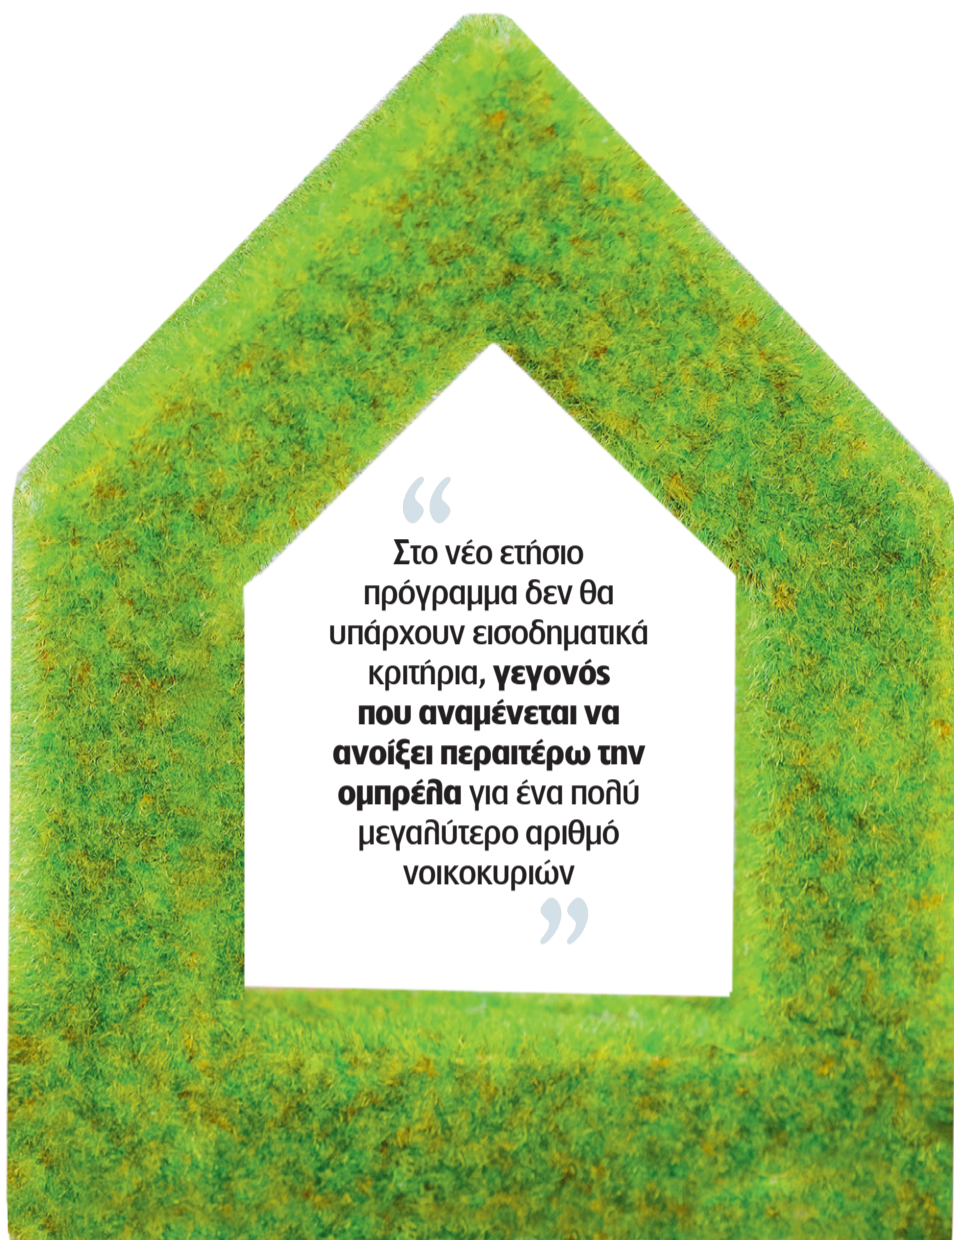 “
Στο νέο ετήσιο
πρόγραμμα δεν θα
υπάρχουν εισοδηματικά
κριτήρια, γεγονός
που αναμένεται να
ανοίξει περαιτέρω την
ομπρέλα για ένα πολύ
μεγαλύτερο αριθμό
νοικοκυριών
”